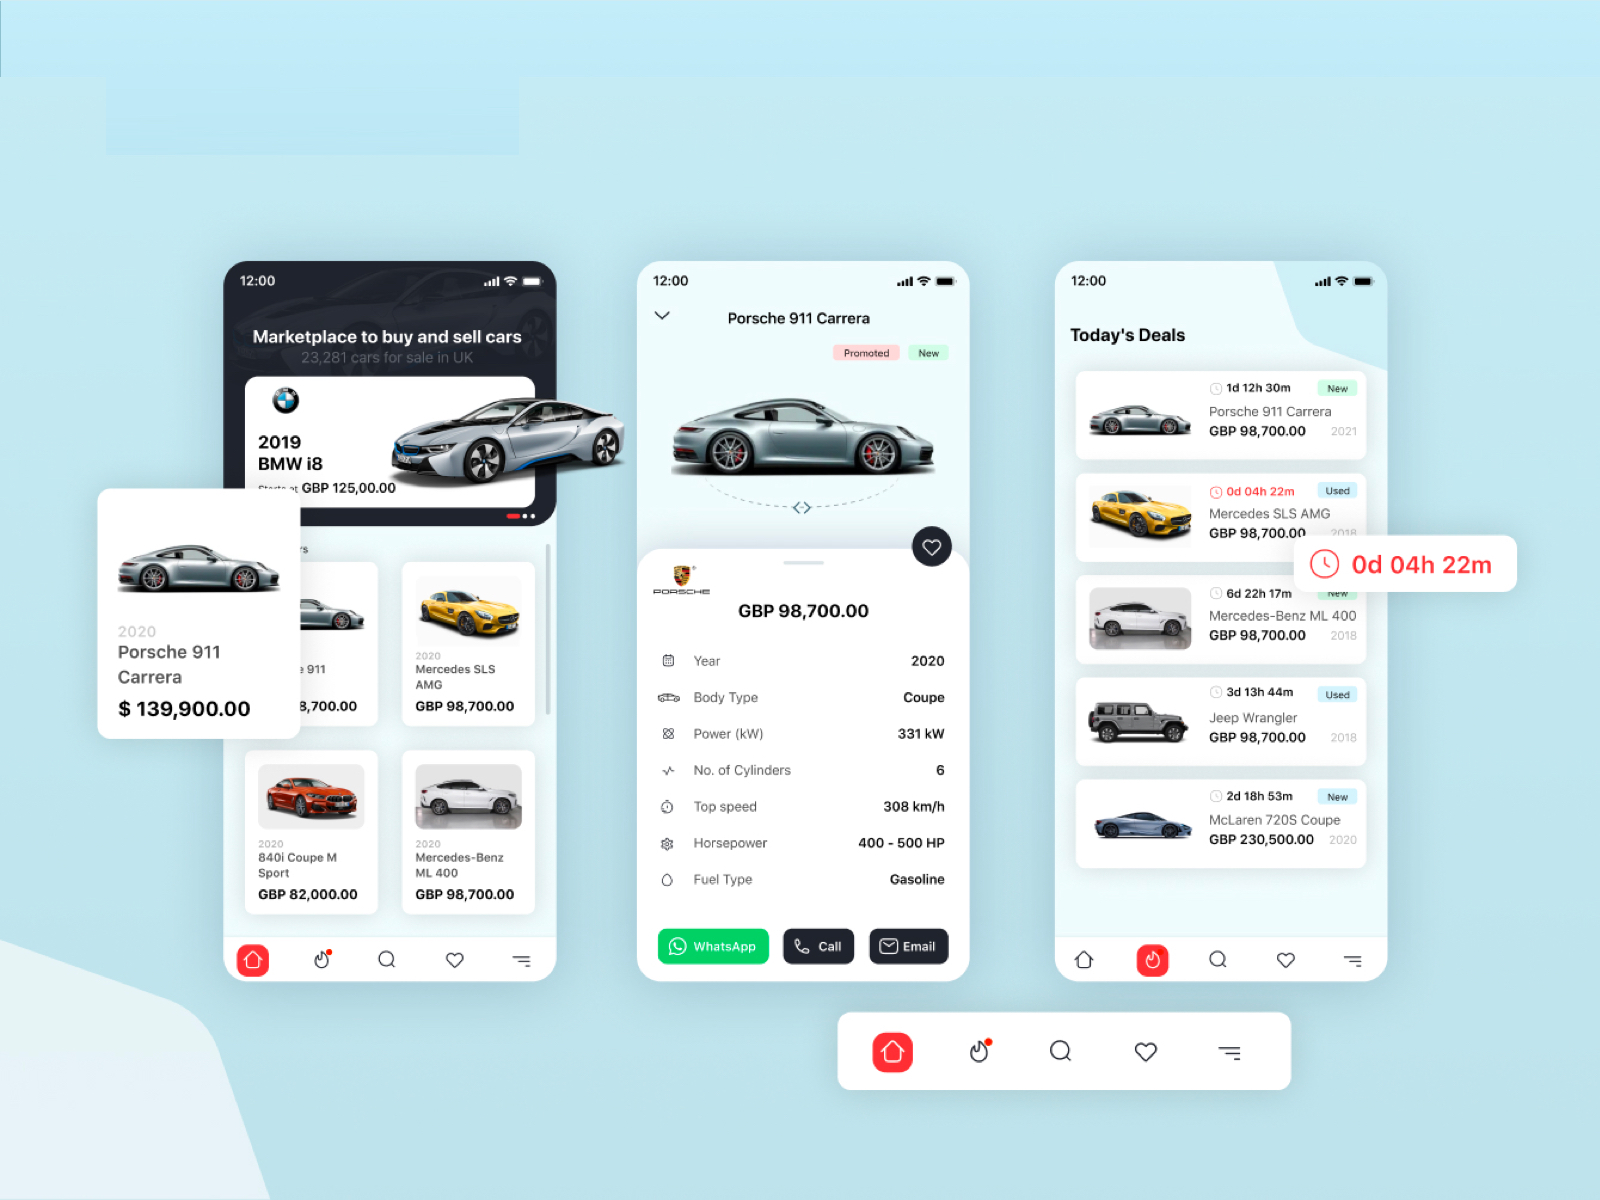 12:00
Marketplace to buy and sell cars
23,281 cars for sale in UK
2019
BMW i8
Starts at GBP 125,00.00
rs
2020
Porsche 911
Carrera
$ 139,900.00
e 911
8,700.00
2020
Mercedes SLS
AMG
GBP 98,700.00
2020
840i Coupe M
Sport
GBP 82,000.00
2020
Mercedes-Benz
ML 400
GBP 98,700.00
12:00
Porsche 911 Carrera
Promoted
New
PORSCHE
GBP 98,700.00
Year 2020
Body Type Coupe
Power (kW) 331 kW
No. of Cylinders 6
Top speed 308 km/h
Horsepower 400 - 500 HP
Fuel Type Gasoline
WhatsApp
Call
Email
12:00
Today's Deals
1d 12h 30m New
Porsche 911 Carrera
GBP 98,700.00 2021
0d 04h 22m Used
Mercedes SLS AMG
GBP 98,700.00 2018
0d 04h 22m
6d 22h 17m New
Mercedes-Benz ML 400
GBP 98,700.00 2018
3d 13h 44m Used
Jeep Wrangler
GBP 98,700.00 2018
2d 18h 53m New
McLaren 720S Coupe
GBP 230,500.00 2020